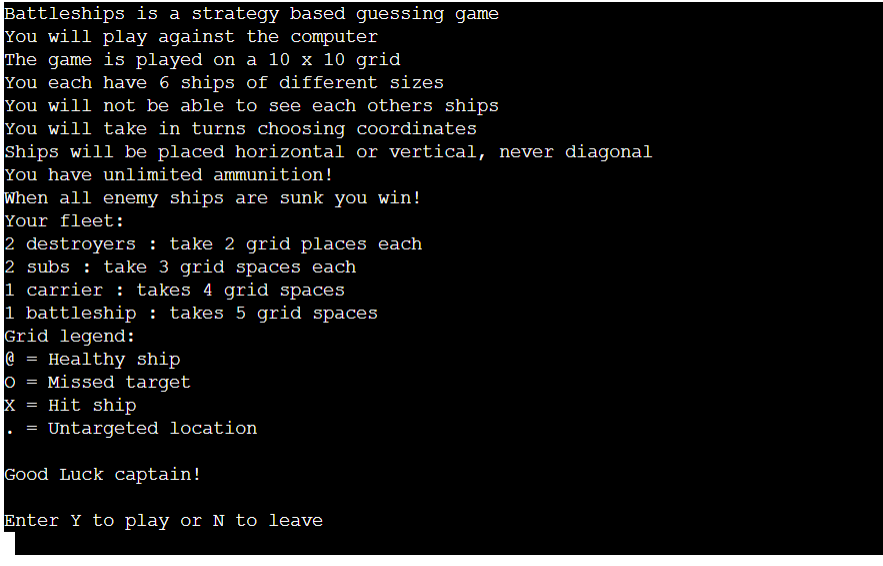 Battleships is a strategy based guessing game
You will play against the computer
The game is played on a 10 x 10 grid
You each have 6 ships of different sizes
You will not be able to see each others ships
You will take in turns choosing coordinates
Ships will be placed horizontal or vertical, never diagonal
You have unlimited ammunition!
When all enemy ships are sunk you win!
Your fleet:
2 destroyers : take 2 grid places each
2 subs : take 3 grid spaces each
1 carrier : takes 4 grid spaces
1 battleship : takes 5 grid spaces
Grid legend:
@ = Healthy ship
O = Missed target
X = Hit ship
. = Untargeted location
Good Luck captain!
Enter Y to play or N to leave